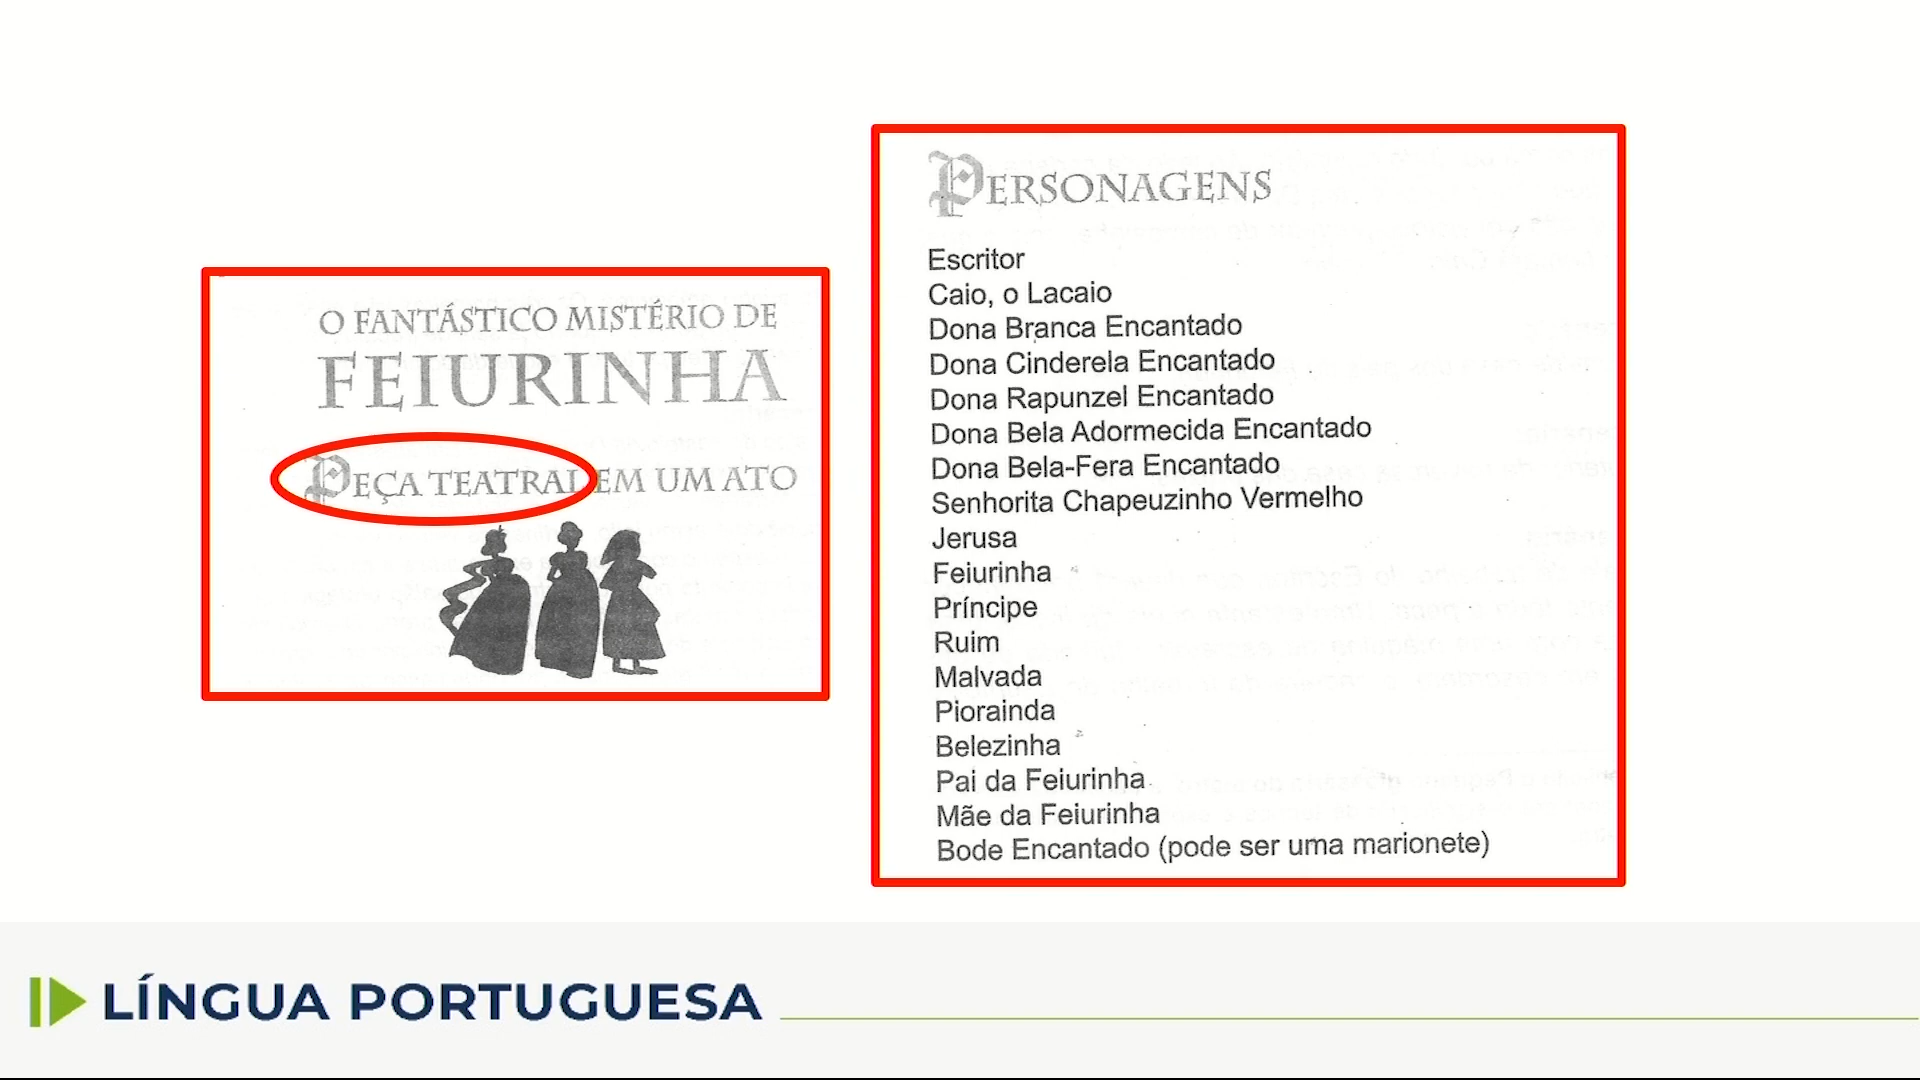 O FANTÁSTICO MISTÉRIO DE
FEIURINHA
PEÇA TEATRAL EM UM ATO
PERSONAGENS
Escritor
Caio, o Lacaio
Dona Branca Encantado
Dona Cinderela Encantado
Dona Rapunzel Encantado
Dona Bela Adormecida Encantado
Dona Bela-Fera Encantado
Senhorita Chapeuzinho Vermelho
Jerusa
Feiurinha
Príncipe
Ruim
Malvada
Piorainda
Belezinha
Pai da Feiurinha
Mãe da Feiurinha
Bode Encantado (pode ser uma marionete)
LÍNGUA PORTUGUESA